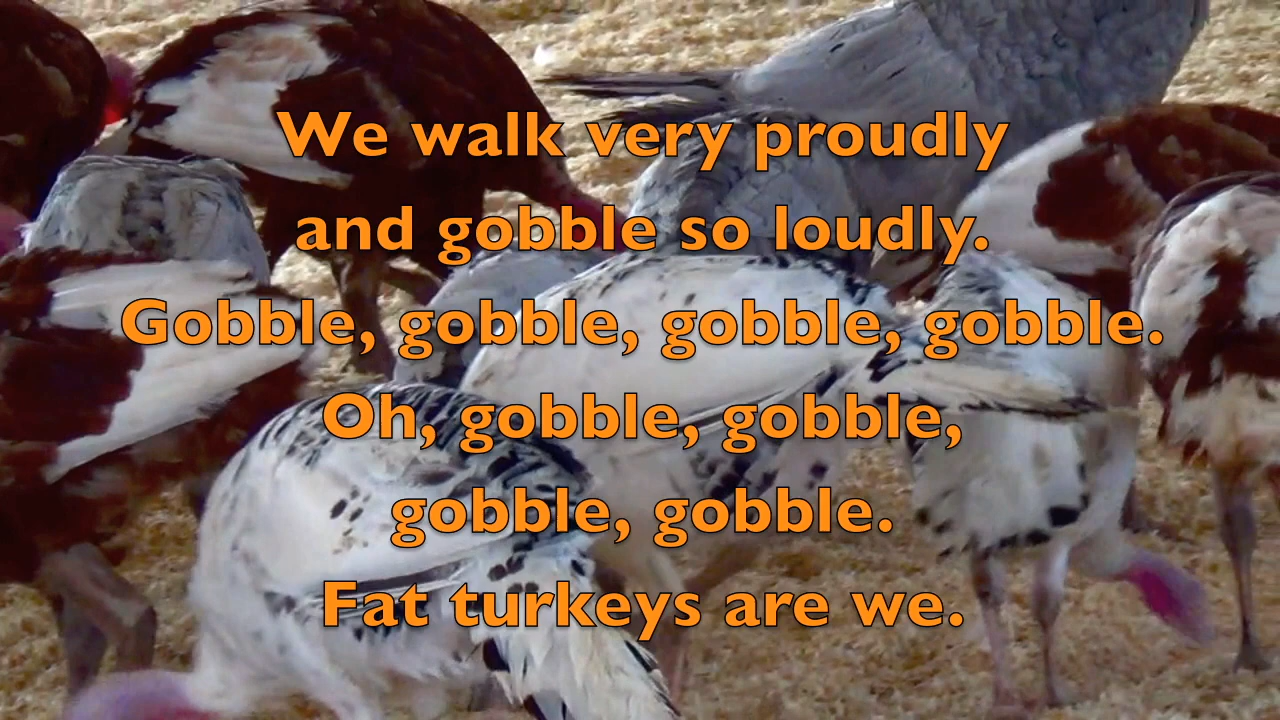 We walk very proudly
and gobble so loudly.
Gobble, gobble, gobble, gobble.
Oh, gobble, gobble,
gobble, gobble.
Fat turkeys are we.